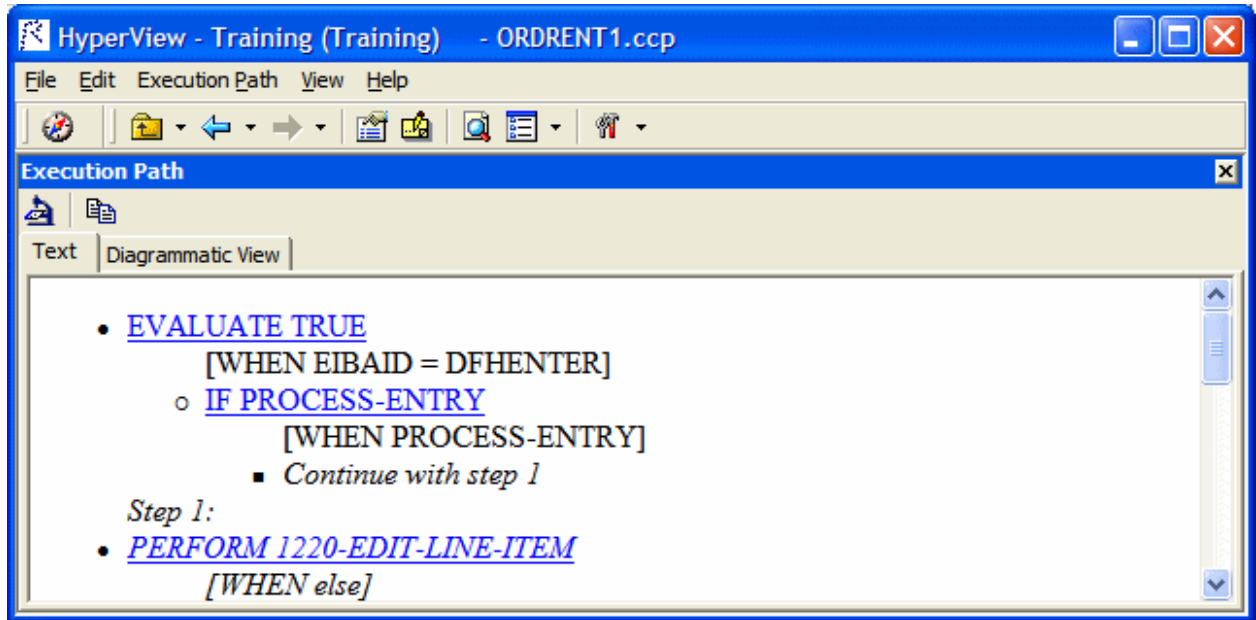 HyperView - Training (Training) - ORDRENT1.ccp
File Edit Execution Path View Help
Execution Path
Text Diagrammatic View
EVALUATE TRUE
[WHEN EIBAID = DFHENTER]
IF PROCESS-ENTRY
[WHEN PROCESS-ENTRY]
Continue with step 1
Step 1:
PERFORM 1220-EDIT-LINE-ITEM
[WHEN else]